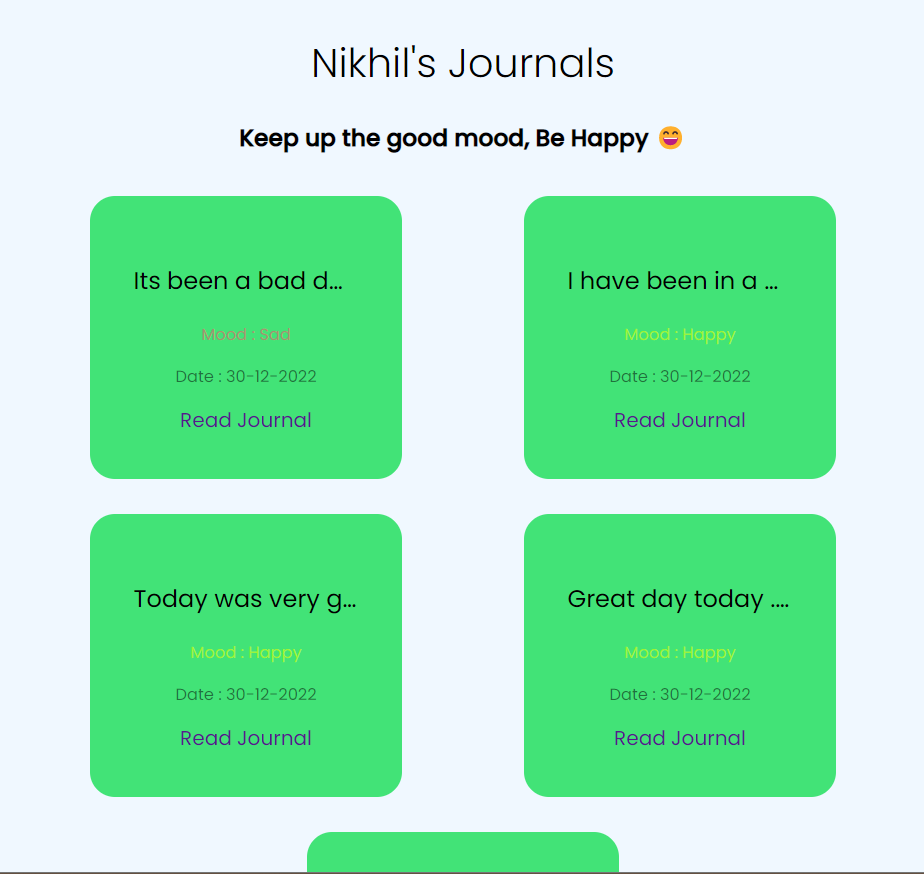 Nikhil's Journals
Keep up the good mood, Be Happy 😄
Its been a bad d...
Mood : Sad
Date : 30-12-2022
Read Journal
I have been in a ...
Mood : Happy
Date : 30-12-2022
Read Journal
Today was very g...
Mood : Happy
Date : 30-12-2022
Read Journal
Great day today ....
Mood : Happy
Date : 30-12-2022
Read Journal